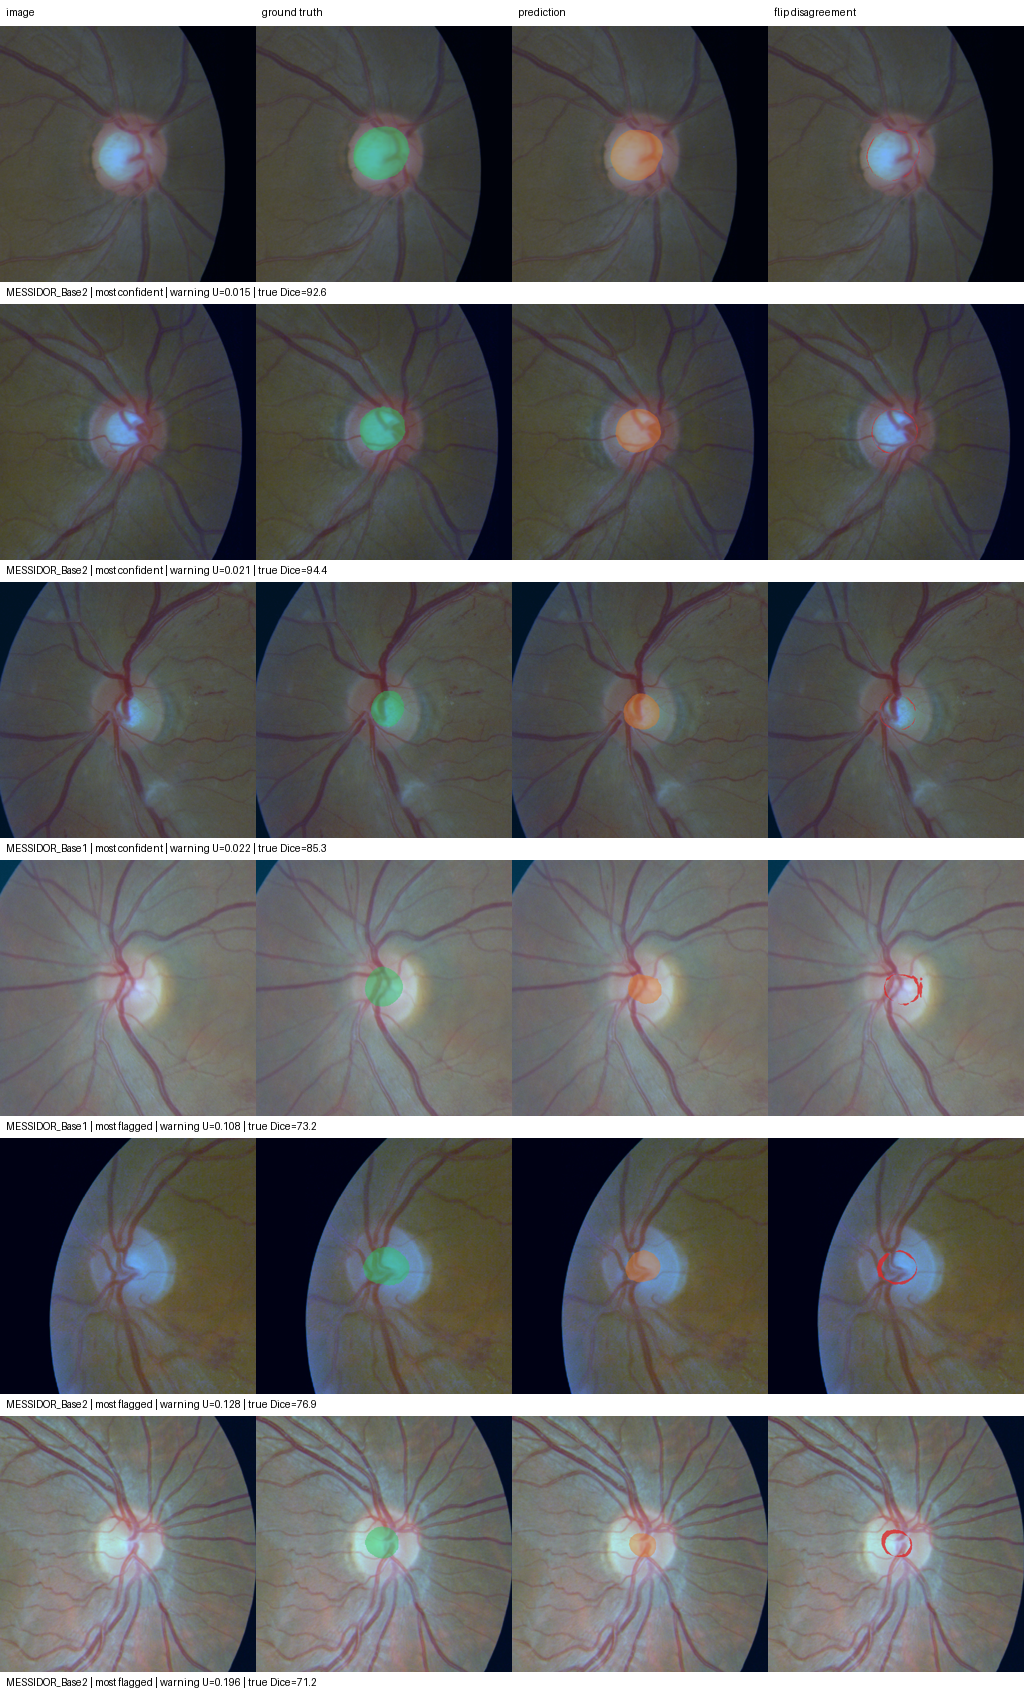 image ground truth prediction flip disagreement
MESSIDOR_Base2 | most confident | warning U=0.015 | true Dice=92.6
MESSIDOR_Base2 | most confident | warning U=0.021 | true Dice=94.4
MESSIDOR_Base1 | most confident | warning U=0.022 | true Dice=85.3
MESSIDOR_Base1 | most flagged | warning U=0.108 | true Dice=73.2
MESSIDOR_Base2 | most flagged | warning U=0.128 | true Dice=76.9
MESSIDOR_Base2 | most flagged | warning U=0.196 | true Dice=71.2